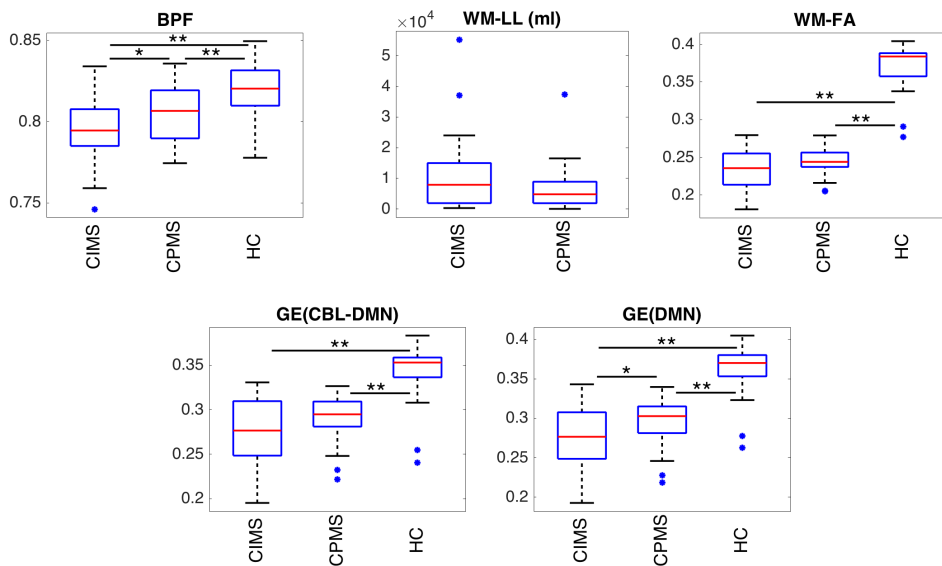 BPF
0.85
0.8
0.75
**
*
**
CIMS
CPMS
HC
WM-LL (ml)
×10⁴
5
4
3
2
1
0
CIMS
CPMS
WM-FA
0.4
0.35
0.3
0.25
0.2
**
**
CIMS
CPMS
HC
GE(CBL-DMN)
0.35
0.3
0.25
0.2
**
**
CIMS
CPMS
HC
GE(DMN)
0.4
0.35
0.3
0.25
0.2
**
*
**
CIMS
CPMS
HC